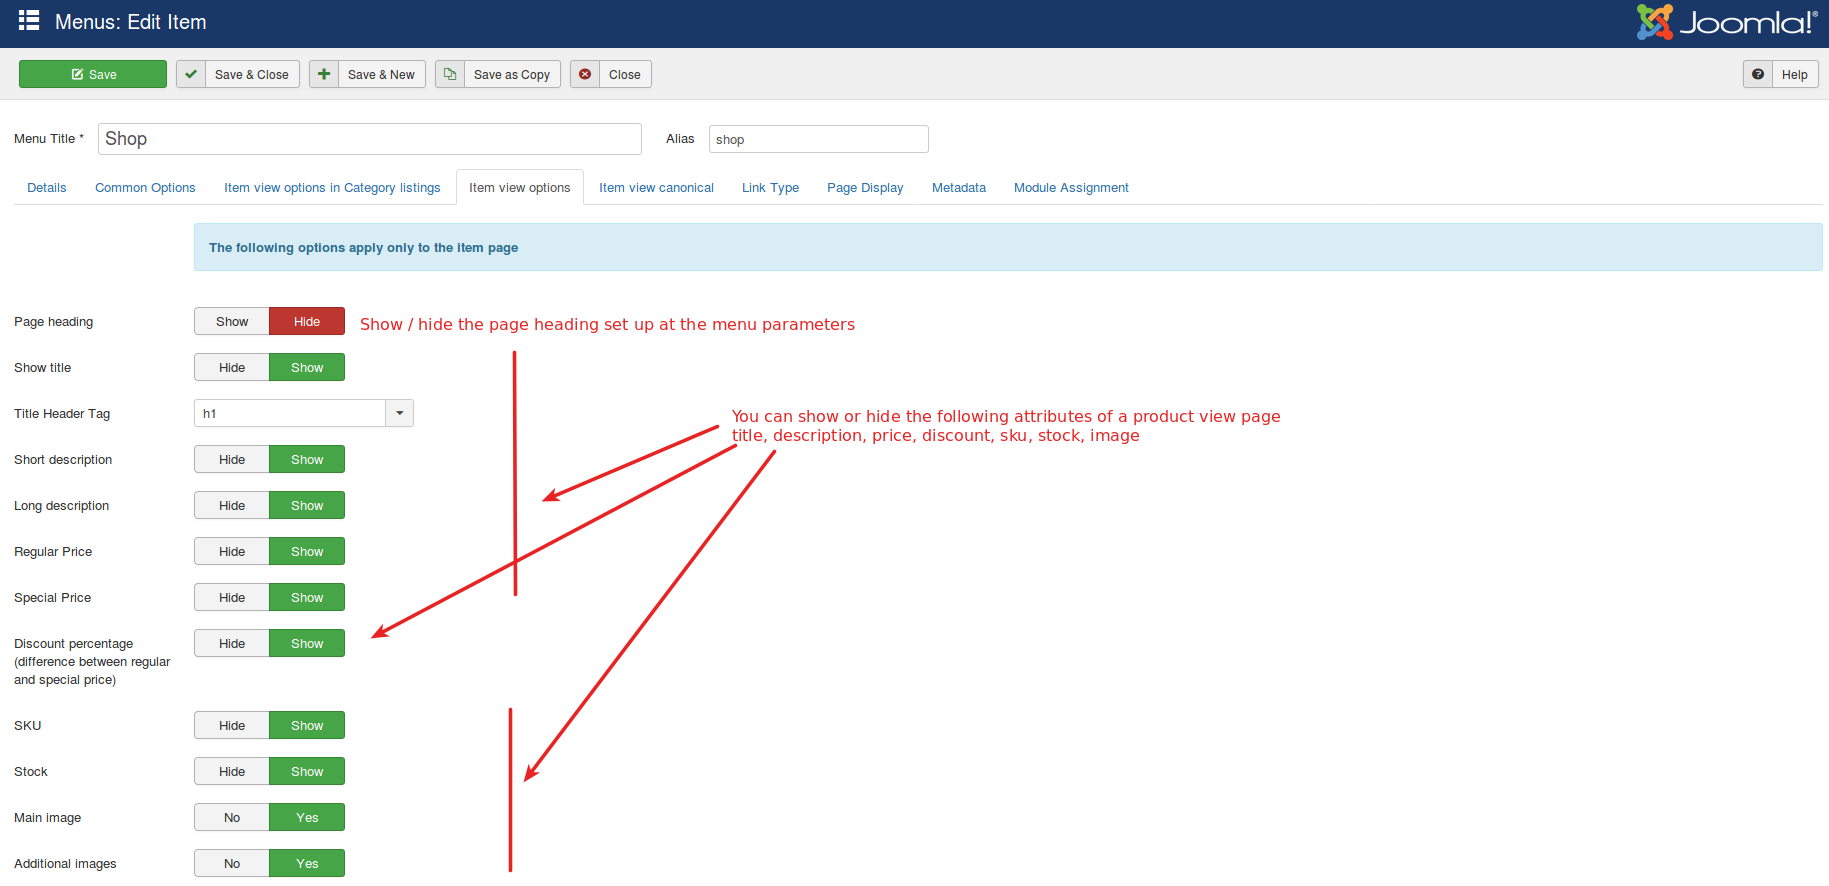 Menus: Edit Item
Joomla!®
Save
Save & Close
Save & New
Save as Copy
Close
Help
Menu Title *
Shop
Alias
shop
Details
Common Options
Item view options in Category listings
Item view options
Item view canonical
Link Type
Page Display
Metadata
Module Assignment
The following options apply only to the item page
Page heading
Show
Hide
Show / hide the page heading set up at the menu parameters
Show title
Hide
Show
Title Header Tag
h1
You can show or hide the following attributes of a product view page
title, description, price, discount, sku, stock, image
Short description
Hide
Show
Long description
Hide
Show
Regular Price
Hide
Show
Special Price
Hide
Show
Discount percentage
(difference between regular
and special price)
Hide
Show
SKU
Hide
Show
Stock
Hide
Show
Main image
No
Yes
Additional images
No
Yes